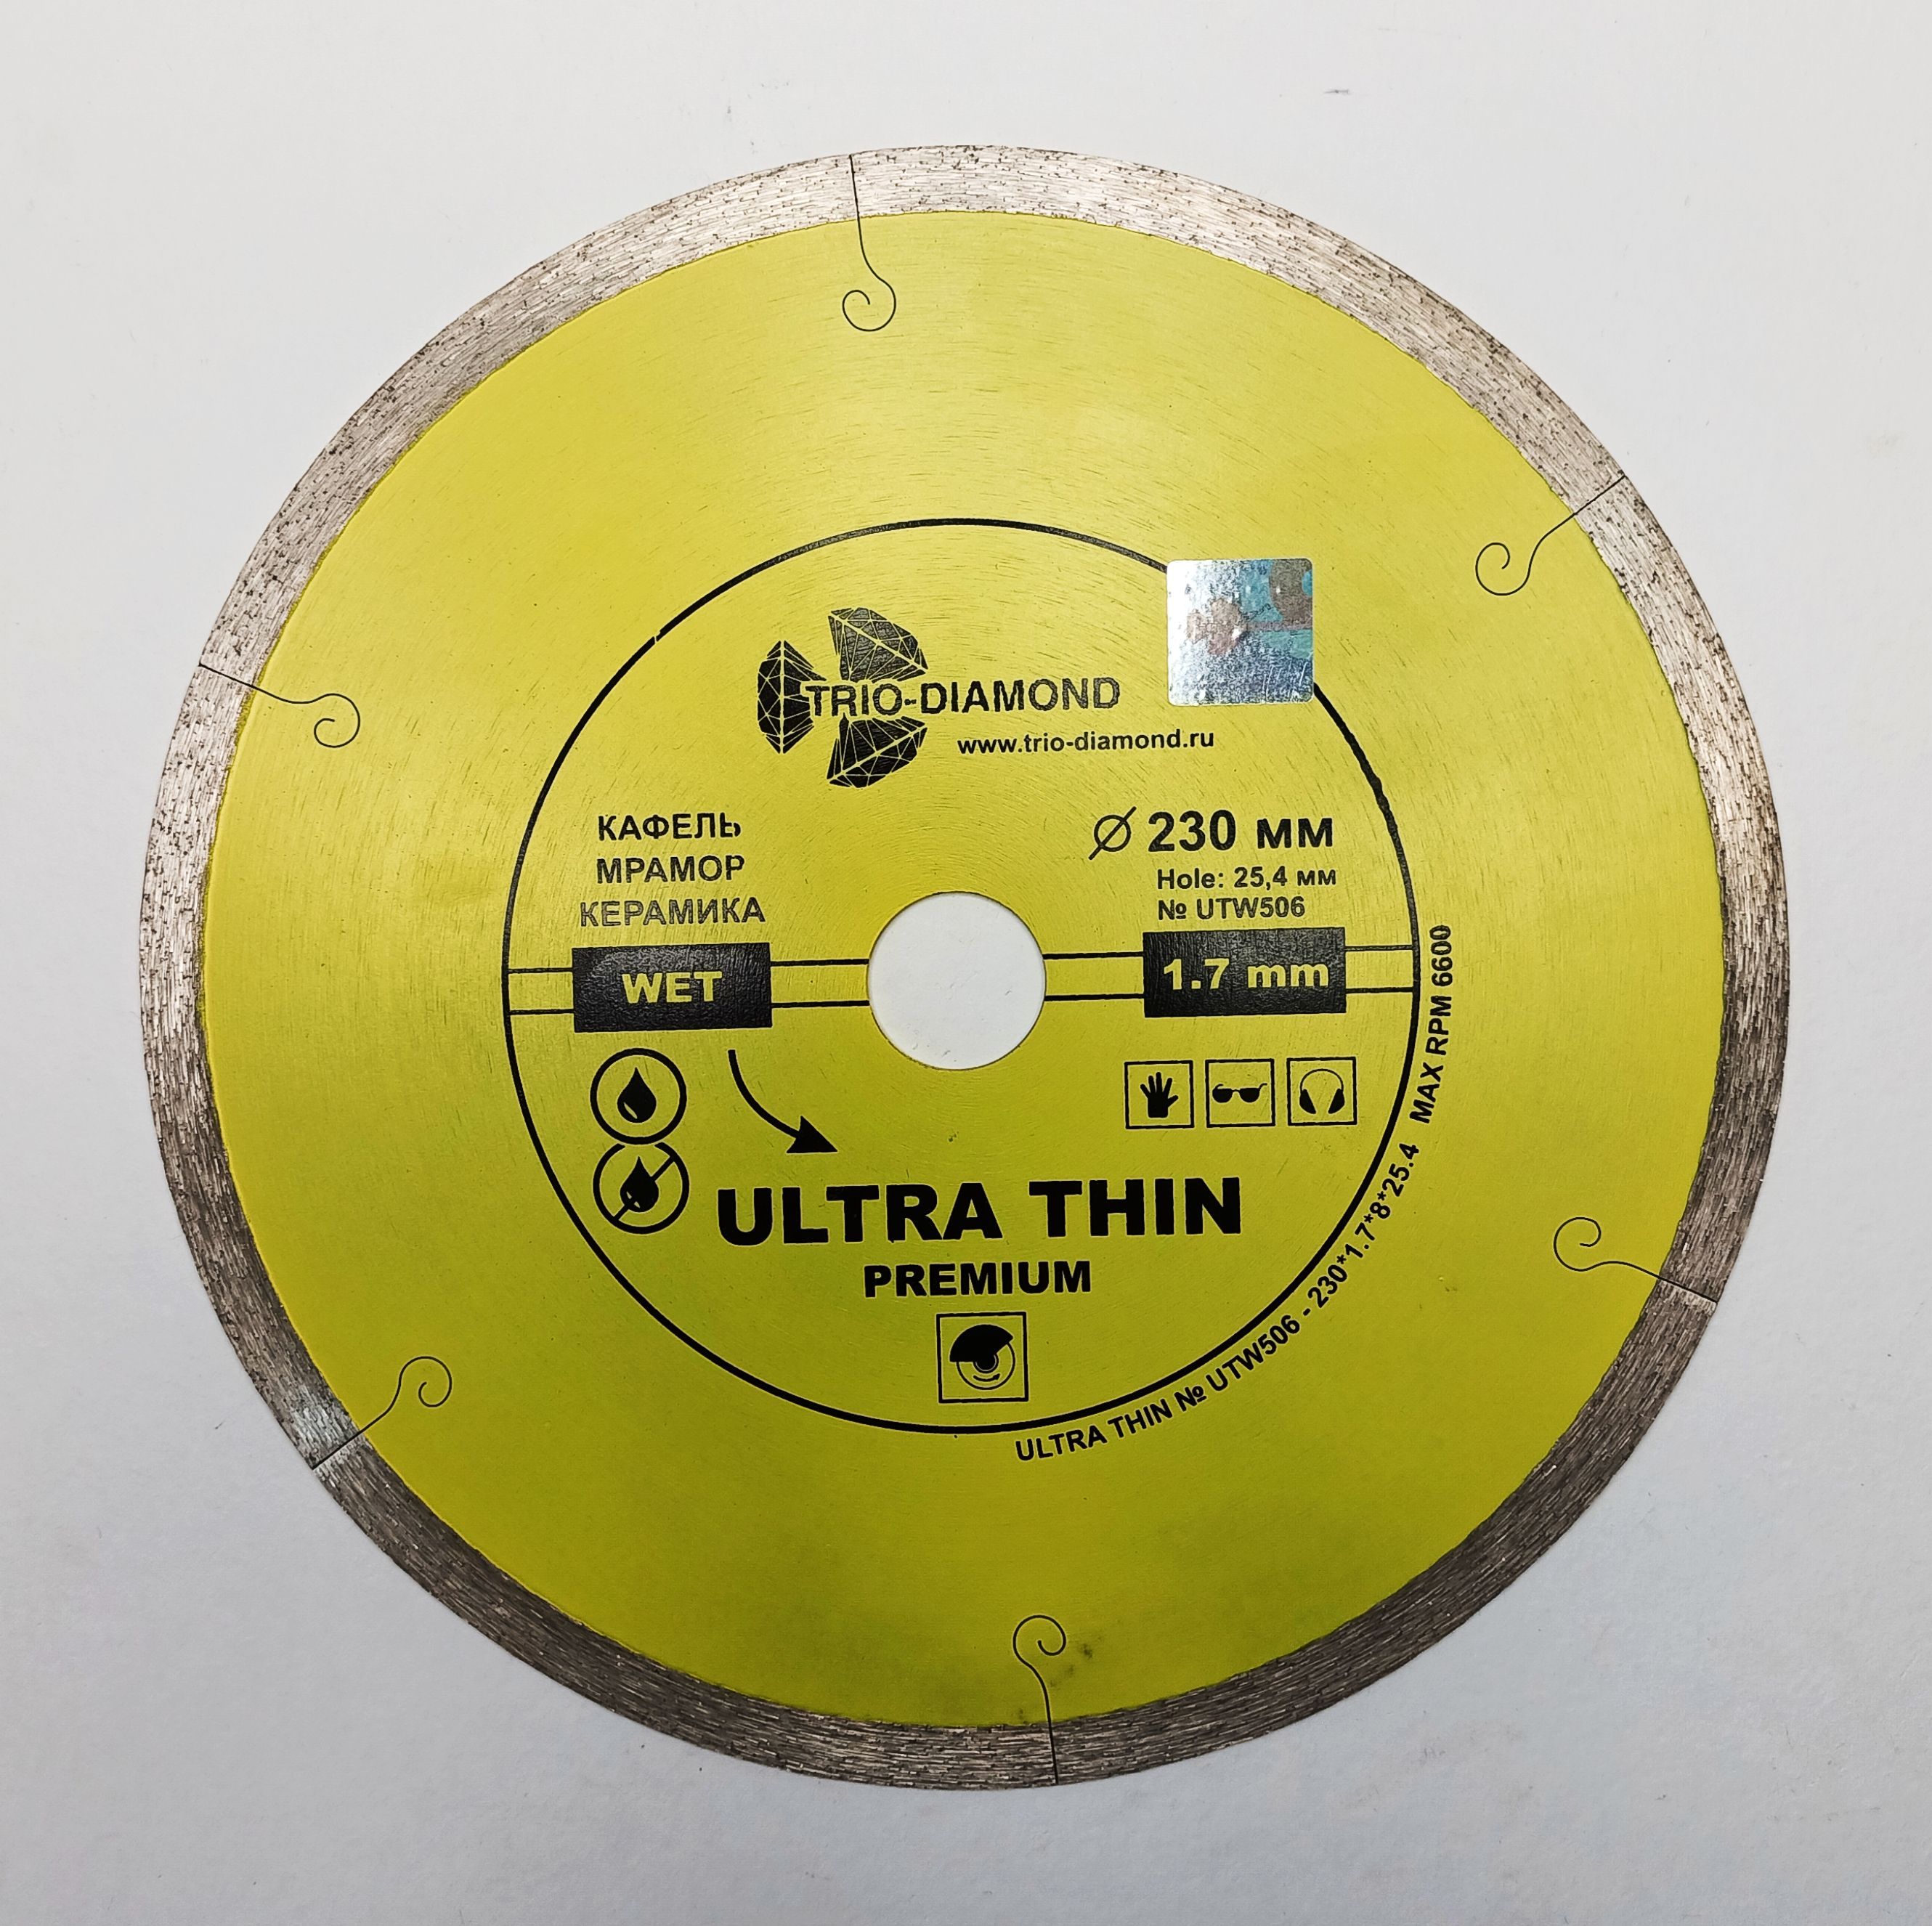 TRIO-DIAMOND
www.trio-diamond.ru
КАФЕЛЬ
МРАМОР
КЕРАМИКА
WET
Ø 230 мм
Hole: 25,4 мм
№ UTW506
1.7 mm
ULTRA THIN
PREMIUM
ULTRA THIN № UTW506 - 230*1.7*8*25.4 MAX RPM 6600